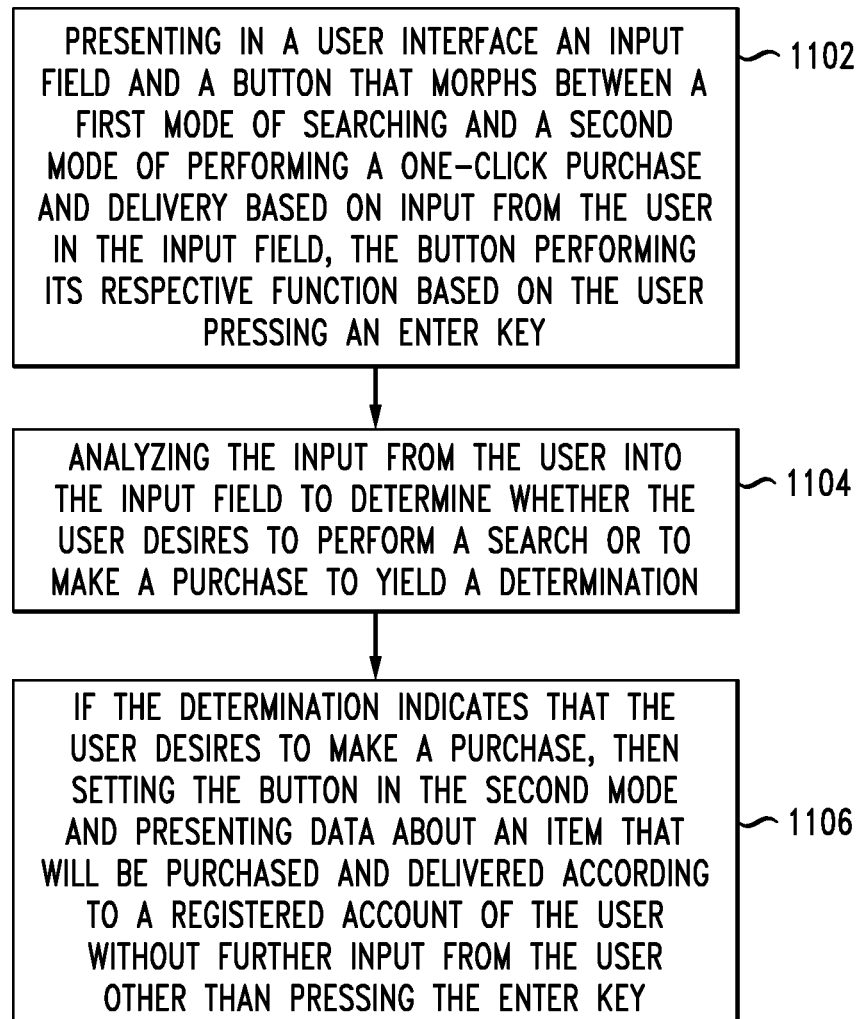 PRESENTING IN A USER INTERFACE AN INPUT
FIELD AND A BUTTON THAT MORPHS BETWEEN A
FIRST MODE OF SEARCHING AND A SECOND
MODE OF PERFORMING A ONE-CLICK PURCHASE
AND DELIVERY BASED ON INPUT FROM THE USER
IN THE INPUT FIELD, THE BUTTON PERFORMING
ITS RESPECTIVE FUNCTION BASED ON THE USER
PRESSING AN ENTER KEY
1102
ANALYZING THE INPUT FROM THE USER INTO
THE INPUT FIELD TO DETERMINE WHETHER THE
USER DESIRES TO PERFORM A SEARCH OR TO
MAKE A PURCHASE TO YIELD A DETERMINATION
1104
IF THE DETERMINATION INDICATES THAT THE
USER DESIRES TO MAKE A PURCHASE, THEN
SETTING THE BUTTON IN THE SECOND MODE
AND PRESENTING DATA ABOUT AN ITEM THAT
WILL BE PURCHASED AND DELIVERED ACCORDING
TO A REGISTERED ACCOUNT OF THE USER
WITHOUT FURTHER INPUT FROM THE USER
OTHER THAN PRESSING THE ENTER KEY
1106